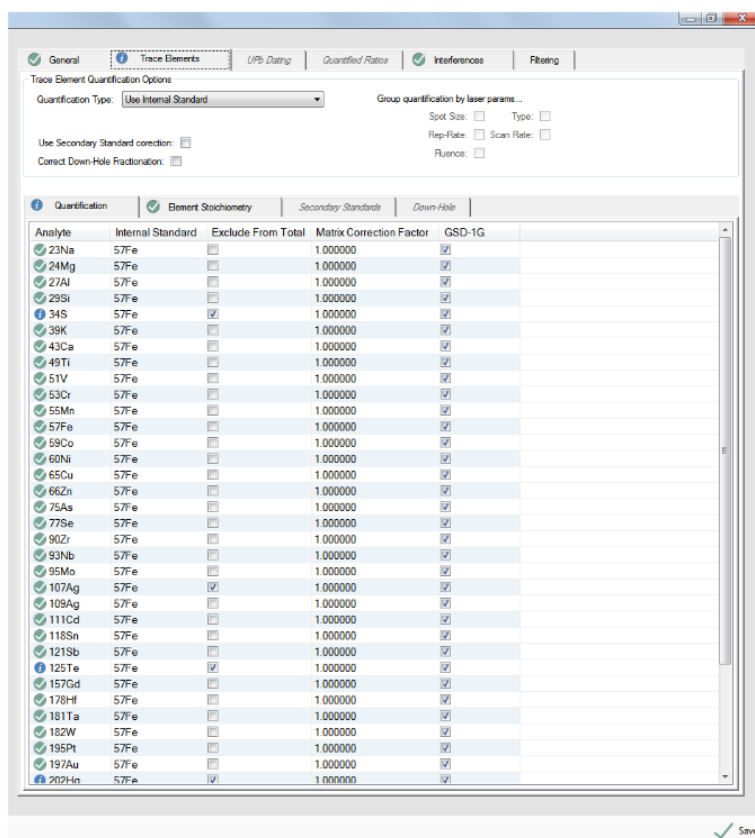 General Trace Elements UPb Dating Quantified Ratios Interferences Filtering
Trace Element Quantification Options
Quantification Type: Use Internal Standard Group quantification by laser params...
Spot Size: Type:
Rep-Rate: Scan Rate:
Use Secondary Standard corection:
Fluence:
Correct Down-Hole Fractionation:
Quantification Element Stoichiometry Secondary Standards Down-Hole
Analyte Internal Standard Exclude From Total Matrix Correction Factor GSD-1G
23Na 57Fe 1.000000
24Mg 57Fe 1.000000
27Al 57Fe 1.000000
29Si 57Fe 1.000000
34S 57Fe 1.000000
39K 57Fe 1.000000
43Ca 57Fe 1.000000
49Ti 57Fe 1.000000
51V 57Fe 1.000000
53Cr 57Fe 1.000000
55Mn 57Fe 1.000000
57Fe 57Fe 1.000000
59Co 57Fe 1.000000
60Ni 57Fe 1.000000
65Cu 57Fe 1.000000
66Zn 57Fe 1.000000
75As 57Fe 1.000000
77Se 57Fe 1.000000
90Zr 57Fe 1.000000
93Nb 57Fe 1.000000
95Mo 57Fe 1.000000
107Ag 57Fe 1.000000
109Ag 57Fe 1.000000
111Cd 57Fe 1.000000
118Sn 57Fe 1.000000
121Sb 57Fe 1.000000
125Te 57Fe 1.000000
157Gd 57Fe 1.000000
178Hf 57Fe 1.000000
181Ta 57Fe 1.000000
182W 57Fe 1.000000
195Pt 57Fe 1.000000
197Au 57Fe 1.000000
202Hg 57Fe 1.000000
Save